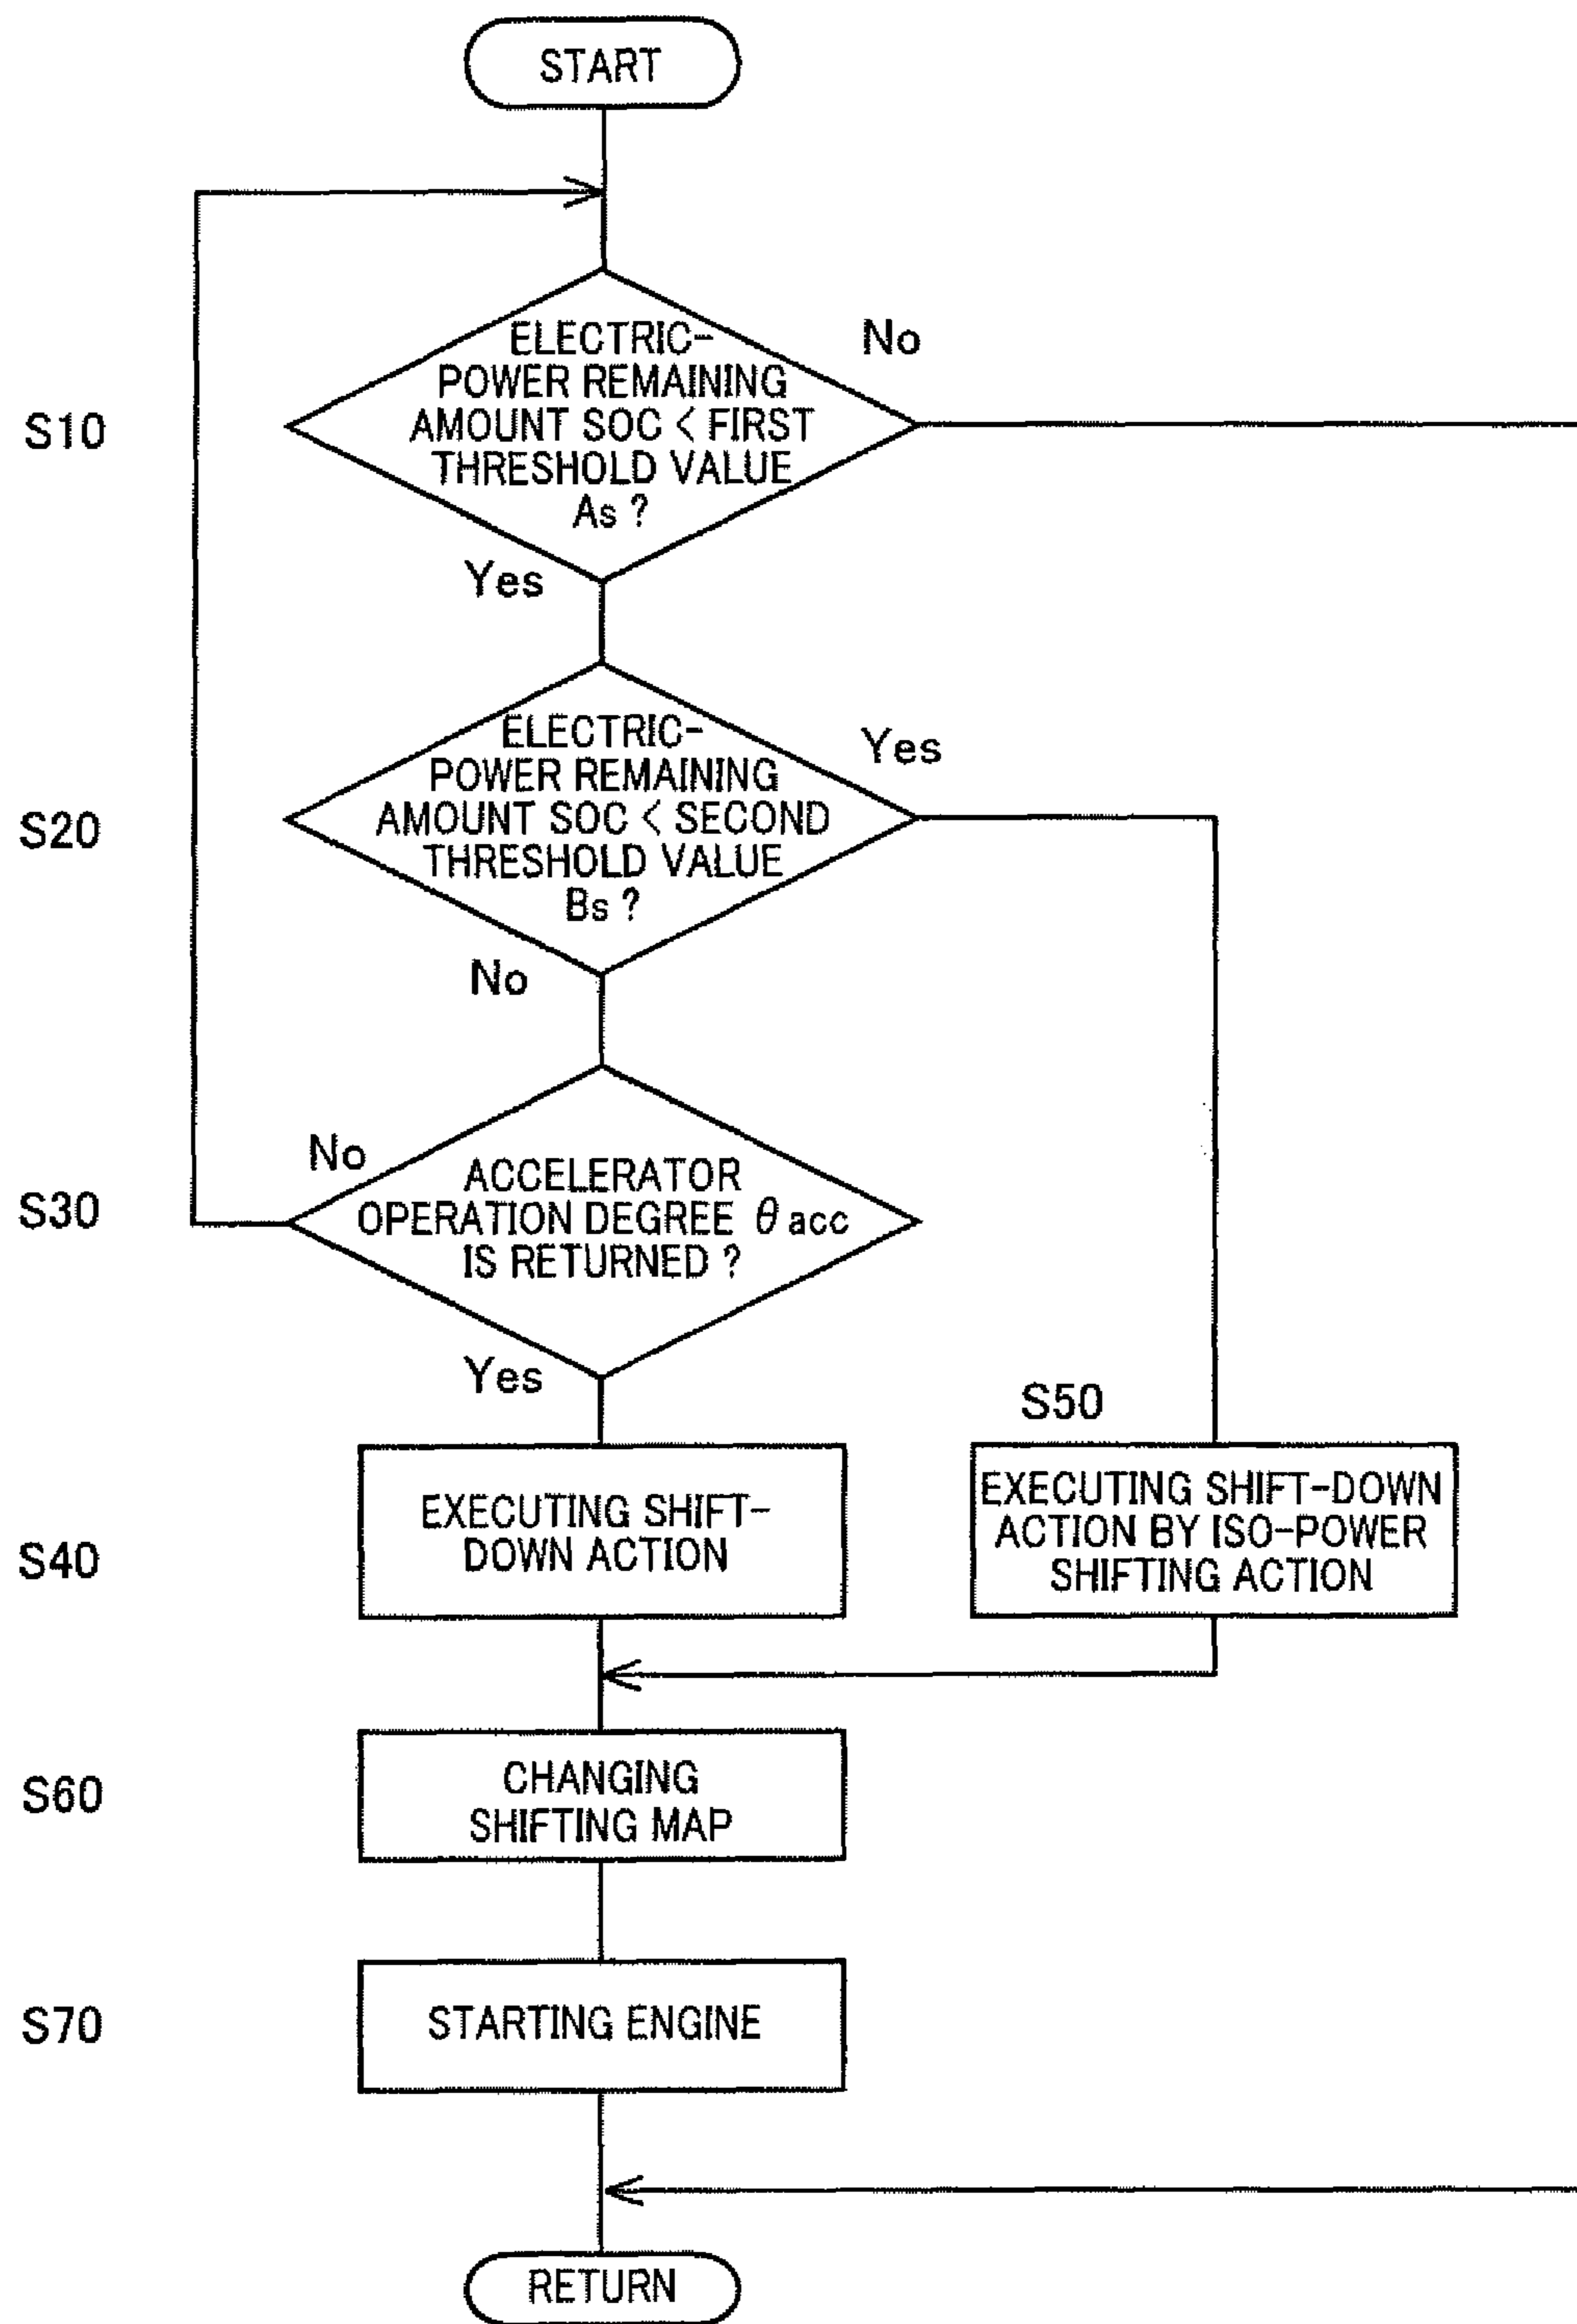 START
ELECTRIC-
POWER REMAINING
AMOUNT SOC < FIRST
THRESHOLD VALUE
As ?
No
S10
Yes
ELECTRIC-
POWER REMAINING
AMOUNT SOC < SECOND
THRESHOLD VALUE
Bs ?
Yes
S20
No
No
ACCELERATOR
OPERATION DEGREE θacc
IS RETURNED ?
S30
Yes
S50
EXECUTING SHIFT-
DOWN ACTION
S40
EXECUTING SHIFT-DOWN
ACTION BY ISO-POWER
SHIFTING ACTION
CHANGING
SHIFTING MAP
S60
STARTING ENGINE
S70
RETURN